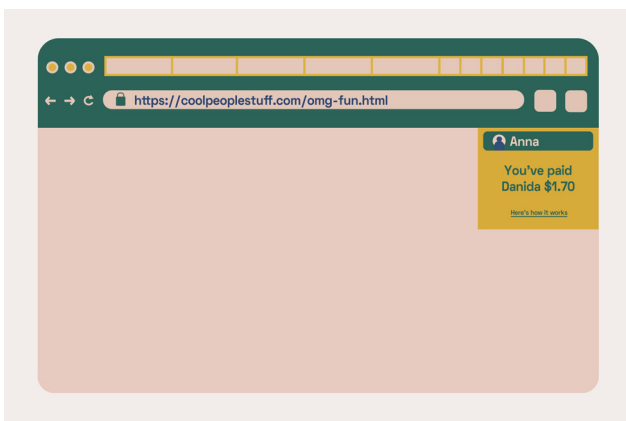 https://coolpeoplestuff.com/omg-fun.html
Anna
You've paid
Danida $1.70
Here's how it works